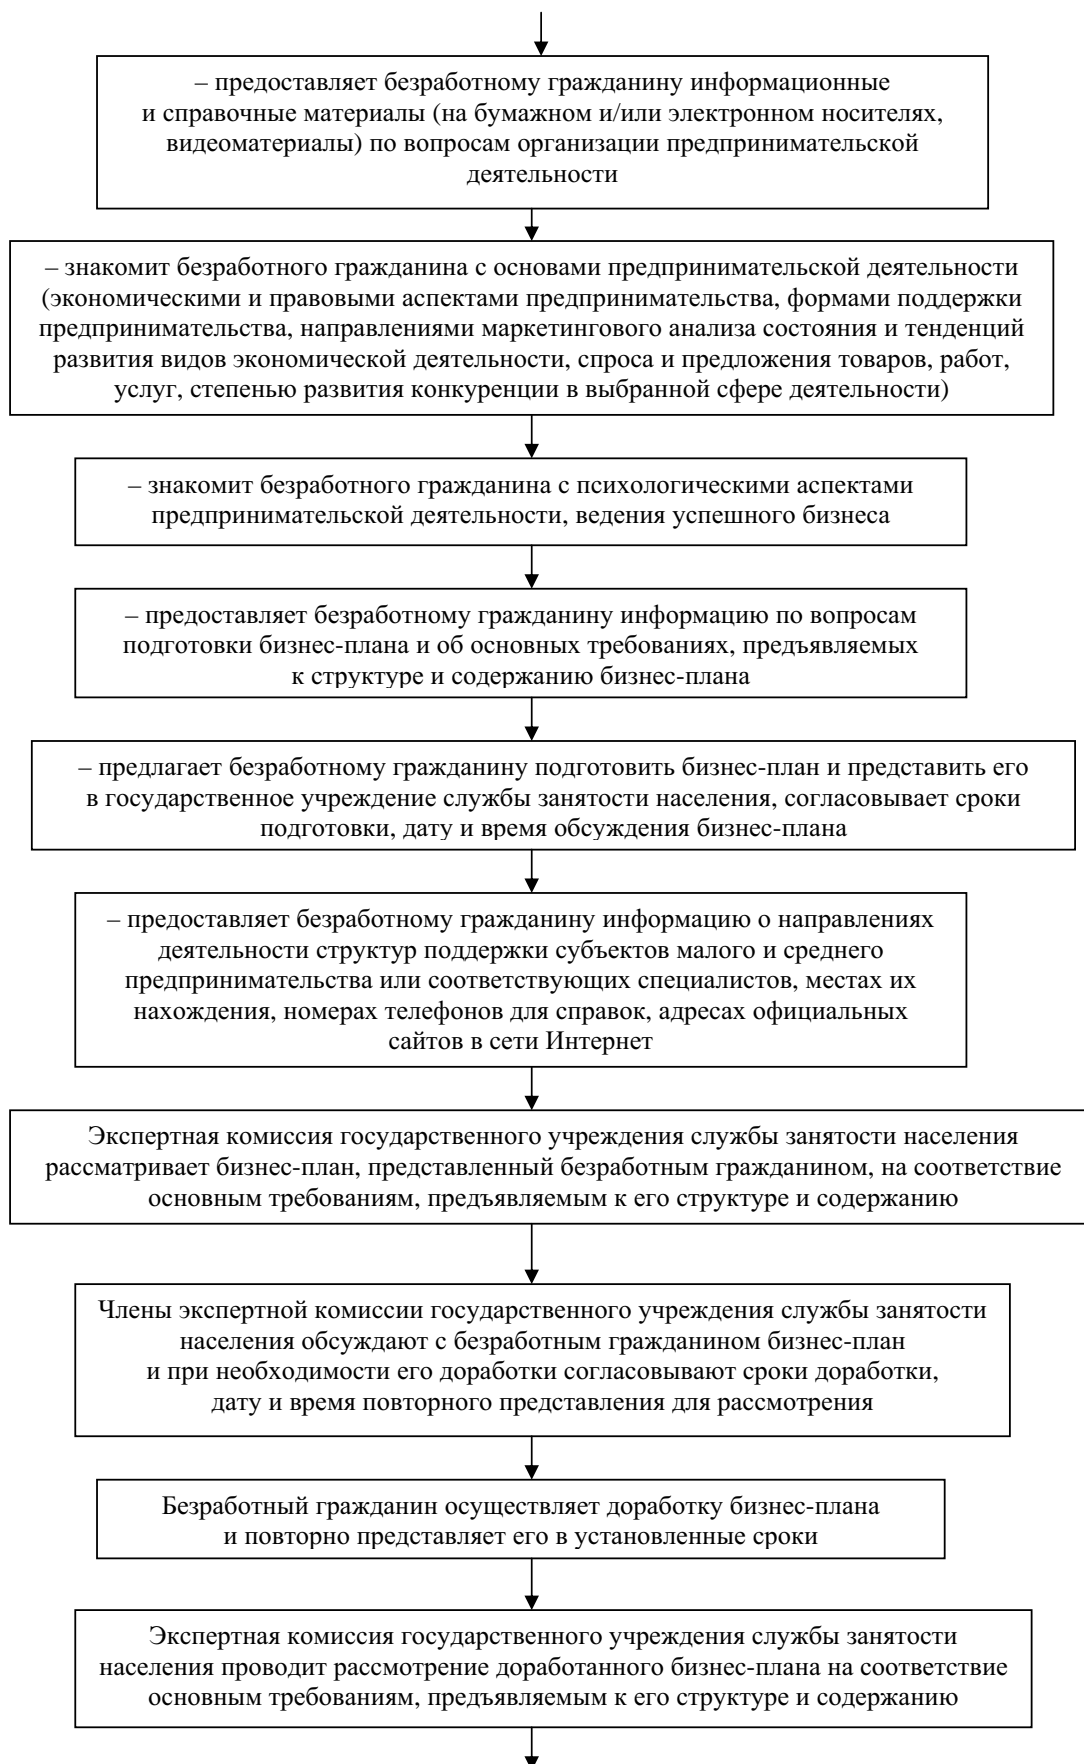 – предоставляет безработному гражданину информационные
и справочные материалы (на бумажном и/или электронном носителях,
видеоматериалы) по вопросам организации предпринимательской
деятельности
– знакомит безработного гражданина с основами предпринимательской деятельности
(экономическими и правовыми аспектами предпринимательства, формами поддержки
предпринимательства, направлениями маркетингового анализа состояния и тенденций
развития видов экономической деятельности, спроса и предложения товаров, работ,
услуг, степенью развития конкуренции в выбранной сфере деятельности)
– знакомит безработного гражданина с психологическими аспектами
предпринимательской деятельности, ведения успешного бизнеса
– предоставляет безработному гражданину информацию по вопросам
подготовки бизнес-плана и об основных требованиях, предъявляемых
к структуре и содержанию бизнес-плана
– предлагает безработному гражданину подготовить бизнес-план и представить его
в государственное учреждение службы занятости населения, согласовывает сроки
подготовки, дату и время обсуждения бизнес-плана
– предоставляет безработному гражданину информацию о направлениях
деятельности структур поддержки субъектов малого и среднего
предпринимательства или соответствующих специалистов, местах их
нахождения, номерах телефонов для справок, адресах официальных
сайтов в сети Интернет
Экспертная комиссия государственного учреждения службы занятости населения
рассматривает бизнес-план, представленный безработным гражданином, на соответствие
основным требованиям, предъявляемым к его структуре и содержанию
Члены экспертной комиссии государственного учреждения службы занятости
населения обсуждают с безработным гражданином бизнес-план
и при необходимости его доработки согласовывают сроки доработки,
дату и время повторного представления для рассмотрения
Безработный гражданин осуществляет доработку бизнес-плана
и повторно представляет его в установленные сроки
Экспертная комиссия государственного учреждения службы занятости
населения проводит рассмотрение доработанного бизнес-плана на соответствие
основным требованиям, предъявляемым к его структуре и содержанию